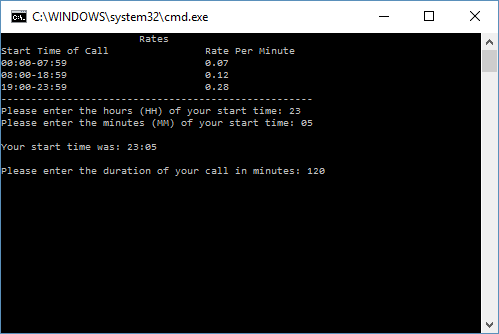 C:\WINDOWS\system32\cmd.exe
Rates
Start Time of Call Rate Per Minute
00:00-07:59 0.07
08:00-18:59 0.12
19:00-23:59 0.28
----------------------------------------------------
Please enter the hours (HH) of your start time: 23
Please enter the minutes (MM) of your start time: 05
Your start time was: 23:05
Please enter the duration of your call in minutes: 120